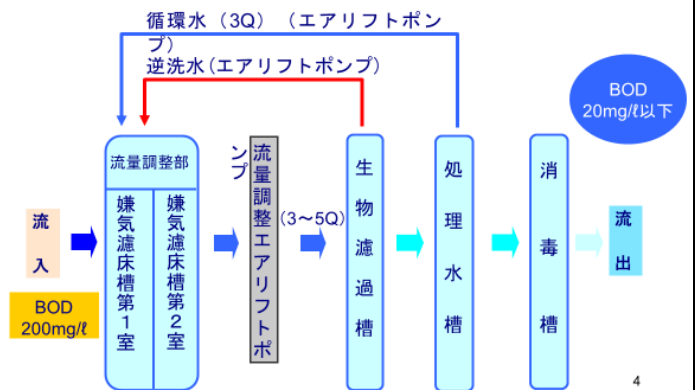 循環水（3Q）（エアリフトポン
プ）
逆洗水(エアリフトポンプ)
BOD
20mg/ℓ以下
流量調整部
嫌気濾床槽第1室
嫌気濾床槽第2室
流量調整エアリフトポ
ンプ
(3～5Q)
生物濾過槽
処理水槽
消毒槽
流入
流出
BOD
200mg/ℓ
4